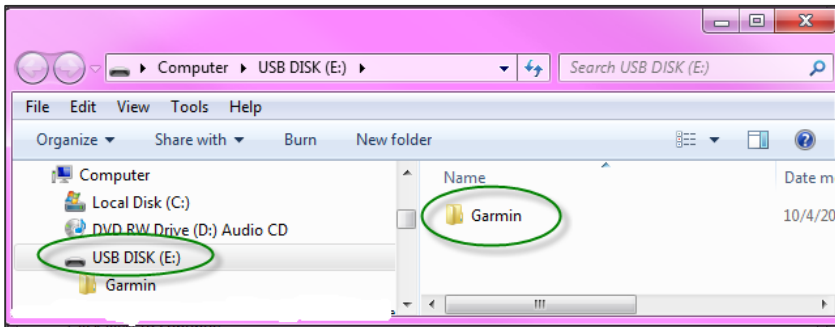 Computer USB DISK (E:)
Search USB DISK (E:)
File Edit View Tools Help
Organize Share with Burn New folder
Computer
Local Disk (C:)
DVD RW Drive (D:) Audio CD
USB DISK (E:)
Garmin
Name Date m
Garmin 10/4/20